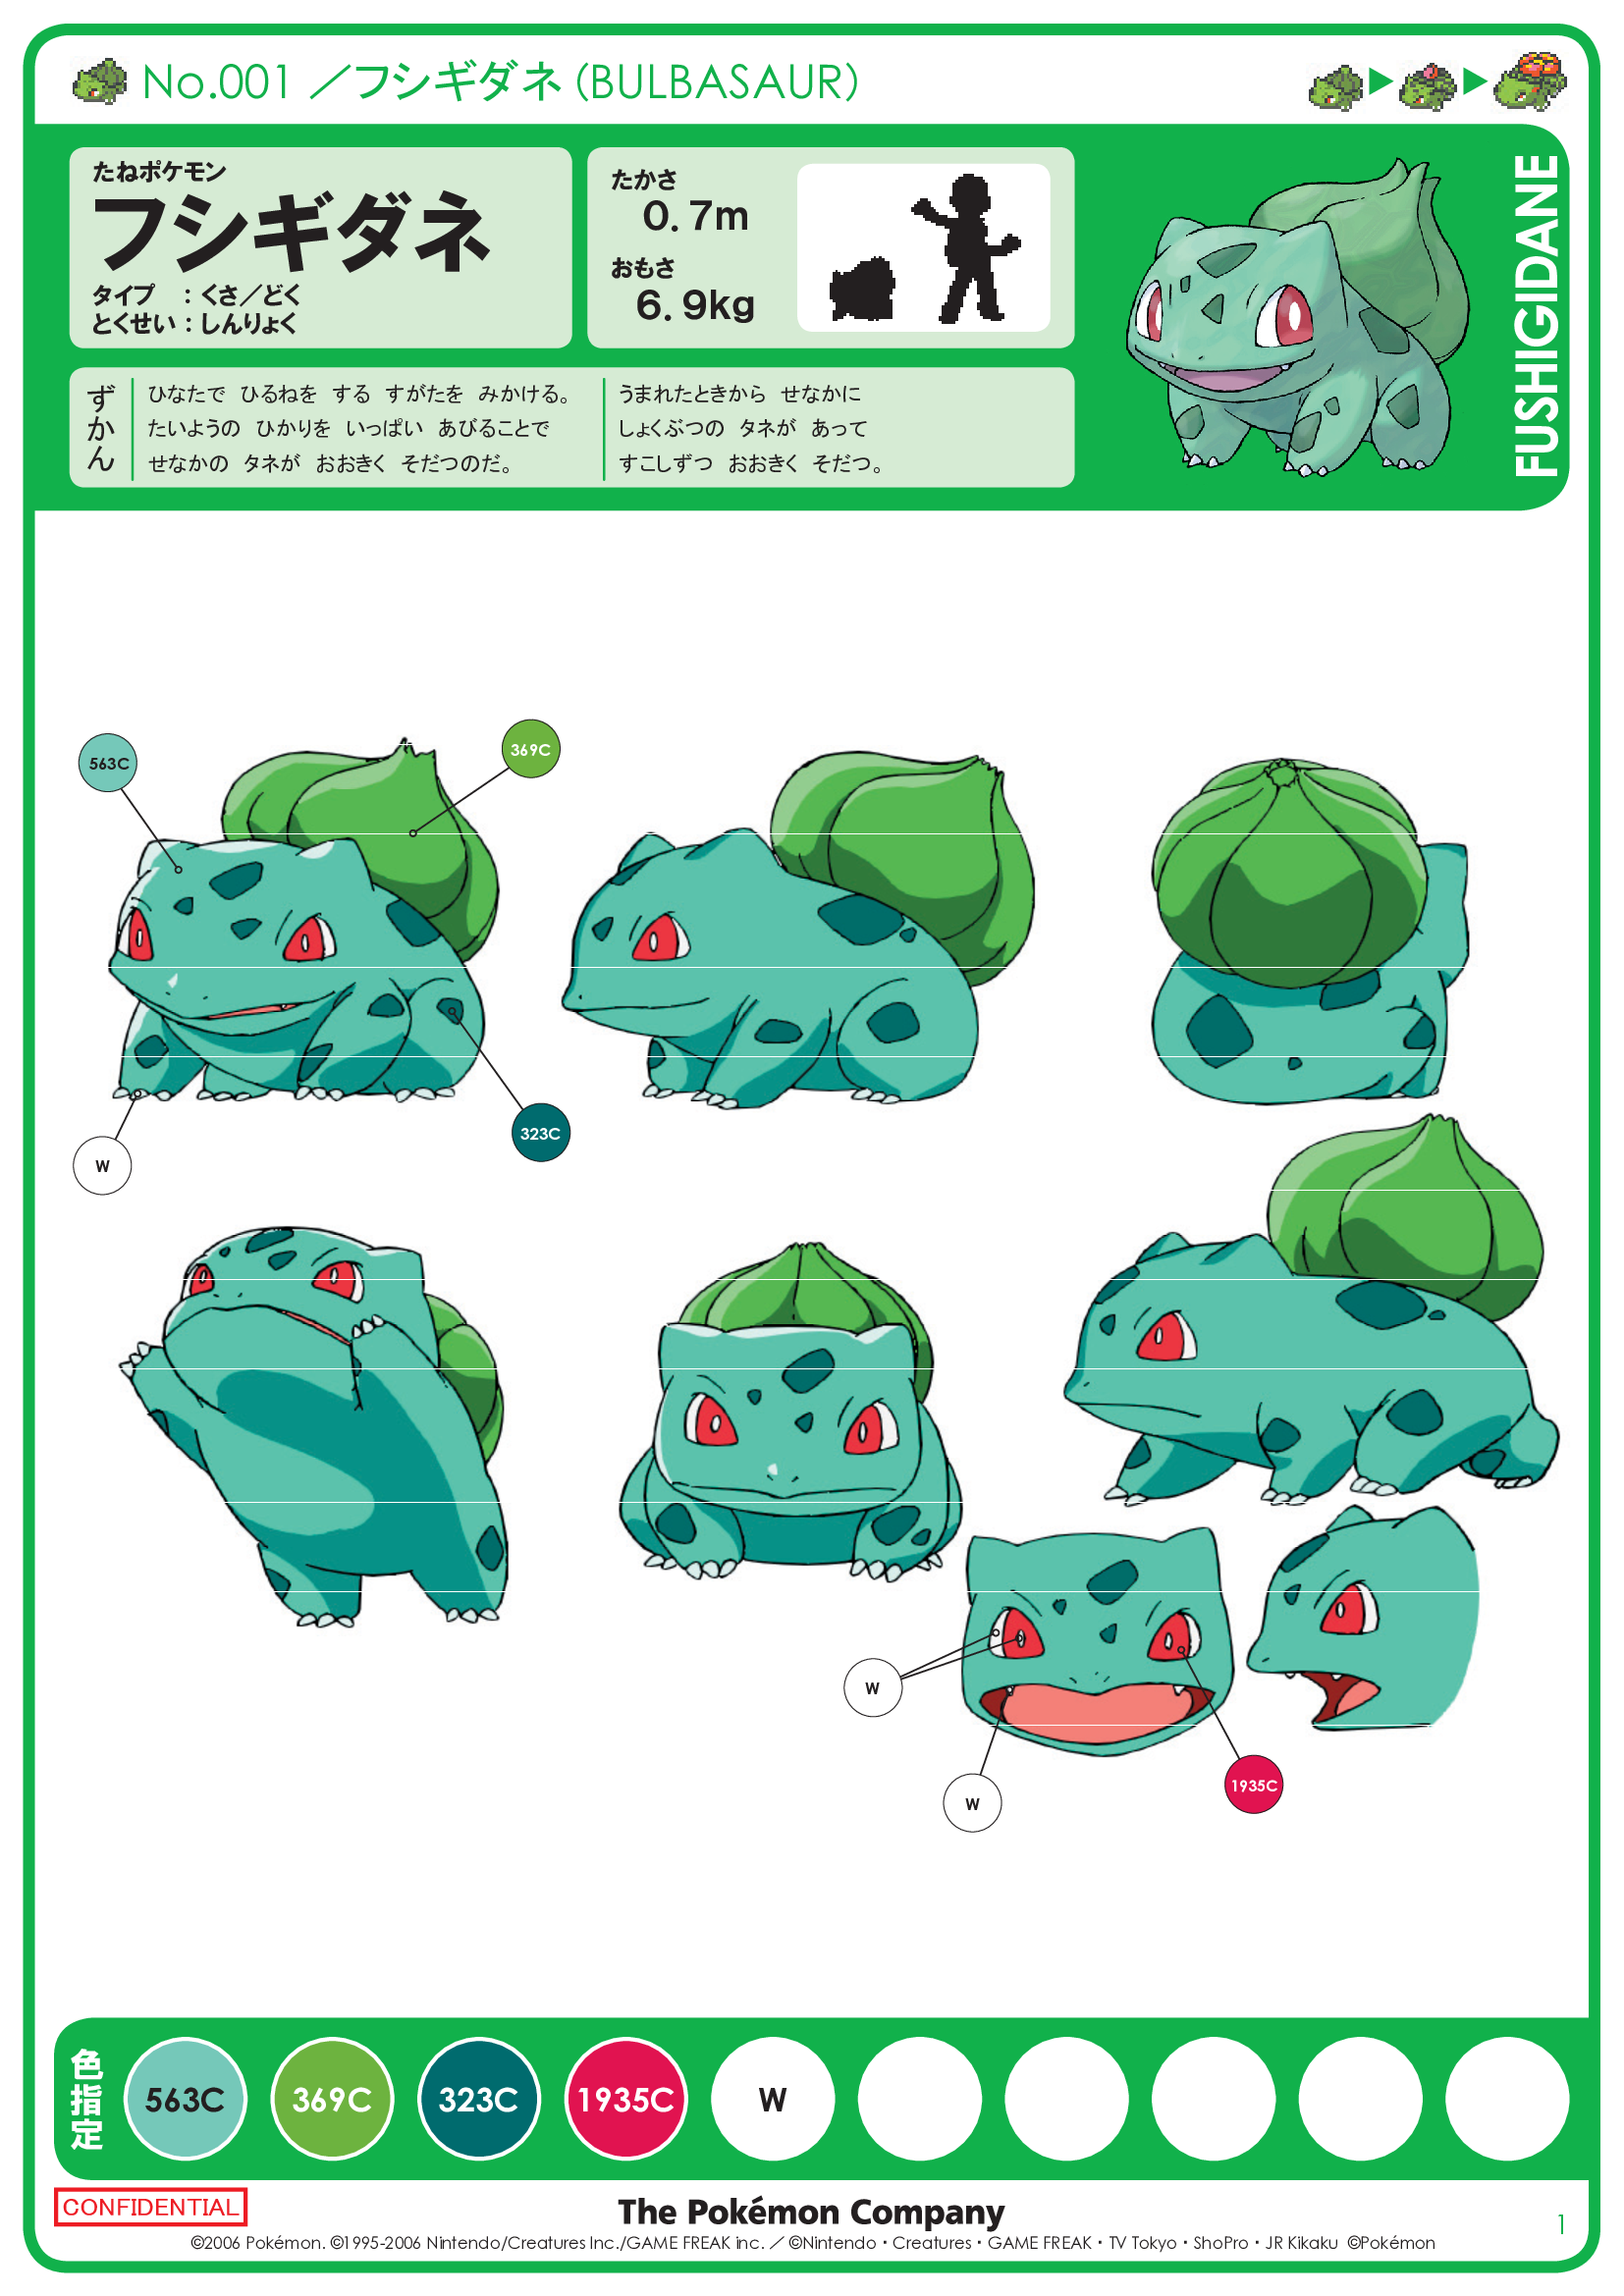 No.001 ／フシギダネ (BULBASAUR)
たねポケモン
フシギダネ
タイプ ：くさ／どく
とくせい：しんりょく
たかさ
0.7m
おもさ
6.9kg
FUSHIGIDANE
ずかん
ひなたで ひるねを する すがたを みかける。
たいようの ひかりを いっぱい あびることで
せなかの タネが おおきく そだつのだ。
うまれたときから せなかに
しょくぶつの タネが あって
すこしずつ おおきく そだつ。
563C
369C
323C
W
W
W
1935C
色指定
563C
369C
323C
1935C
W
CONFIDENTIAL
The Pokémon Company
1
©2006 Pokémon. ©1995-2006 Nintendo/Creatures Inc./GAME FREAK inc. ／ ©Nintendo・Creatures・GAME FREAK・TV Tokyo・ShoPro・JR Kikaku ©Pokémon